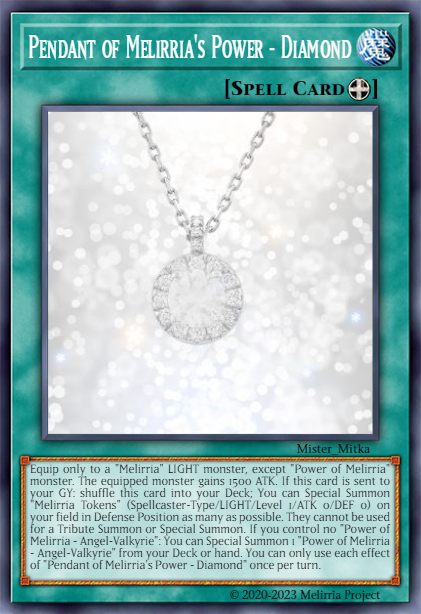 Pendant of Melirria's Power - Diamond
魔
[Spell Card]
Mister_Mitka
Equip only to a "Melirria" LIGHT monster, except "Power of Melirria"
monster. The equipped monster gains 1500 ATK. If this card is sent to
your GY: shuffle this card into your Deck; You can Special Summon
"Melirria Tokens" (Spellcaster-Type/LIGHT/Level 1/ATK 0/DEF 0) on
your field in Defense Position as many as possible. They cannot be used
for a Tribute Summon or Special Summon. If you control no "Power of
Melirria - Angel-Valkyrie": You can Special Summon 1 "Power of Melirria
- Angel-Valkyrie" from your Deck or hand. You can only use each effect
of "Pendant of Melirria's Power - Diamond" once per turn.
© 2020-2023 Melirria Project